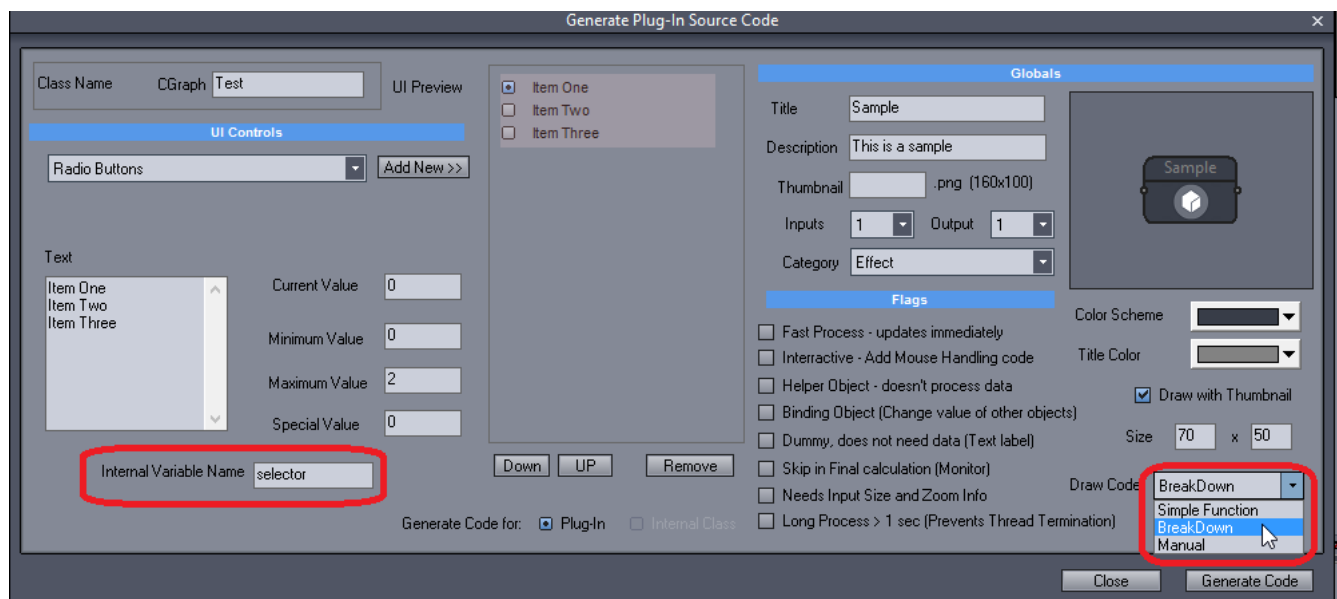 Generate Plug-In Source Code
Class Name CGraph Test
UI Controls
Radio Buttons Add New >>
Text
Item One
Item Two
Item Three
Current Value 0
Minimum Value 0
Maximum Value 2
Special Value 0
Internal Variable Name selector
UI Preview
Item One
Item Two
Item Three
Down UP Remove
Generate Code for: Plug-In Internal Class
Globals
Title Sample
Description This is a sample
Thumbnail .png (160x100)
Inputs 1 Output 1
Category Effect
Sample
Flags
Fast Process - updates immediately
Interractive - Add Mouse Handling code
Helper Object - doesn't process data
Binding Object (Change value of other objects)
Dummy, does not need data (Text label)
Skip in Final calculation (Monitor)
Needs Input Size and Zoom Info
Long Process > 1 sec (Prevents Thread Termination)
Color Scheme
Title Color
Draw with Thumbnail
Size 70 x 50
Draw Code BreakDown
Simple Function
BreakDown
Manual
Close Generate Code